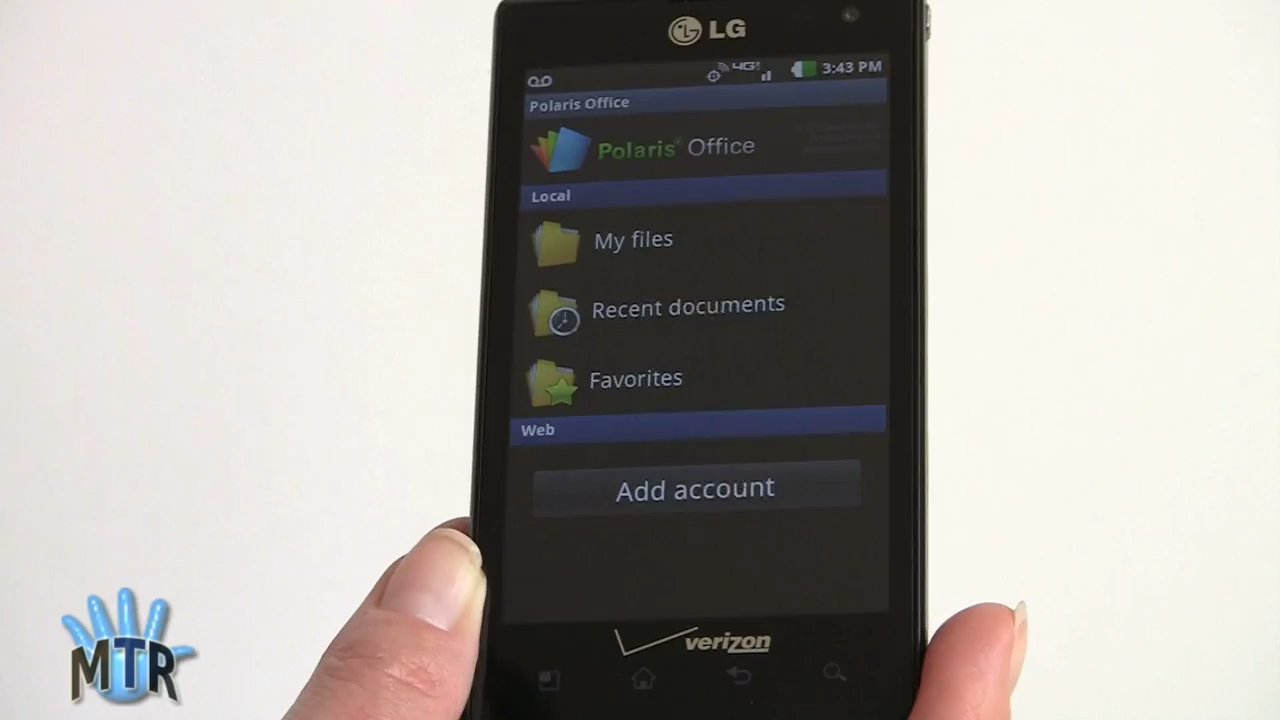 LG
4G
3:43 PM
Polaris Office
Polaris Office
Local
My files
Recent documents
Favorites
Web
Add account
verizon
MTR